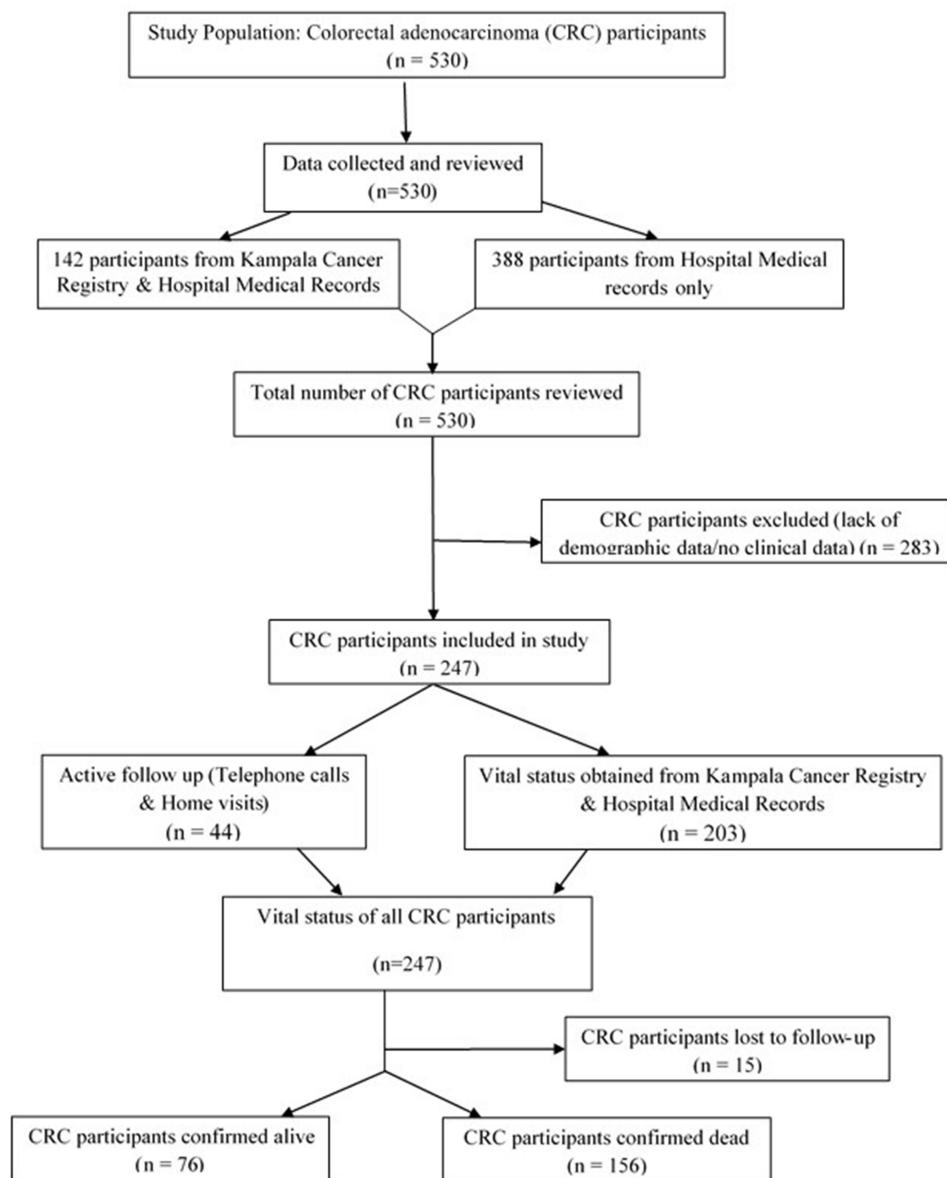 Study Population: Colorectal adenocarcinoma (CRC) participants
(n = 530)
Data collected and reviewed
(n=530)
142 participants from Kampala Cancer
Registry & Hospital Medical Records
388 participants from Hospital Medical
records only
Total number of CRC participants reviewed
(n = 530)
CRC participants excluded (lack of
demographic data/no clinical data) (n = 283)
CRC participants included in study
(n = 247)
Active follow up (Telephone calls
& Home visits)
(n = 44)
Vital status obtained from Kampala Cancer Registry
& Hospital Medical Records
(n = 203)
Vital status of all CRC participants
(n=247)
CRC participants lost to follow-up
(n = 15)
CRC participants confirmed alive
(n = 76)
CRC participants confirmed dead
(n = 156)